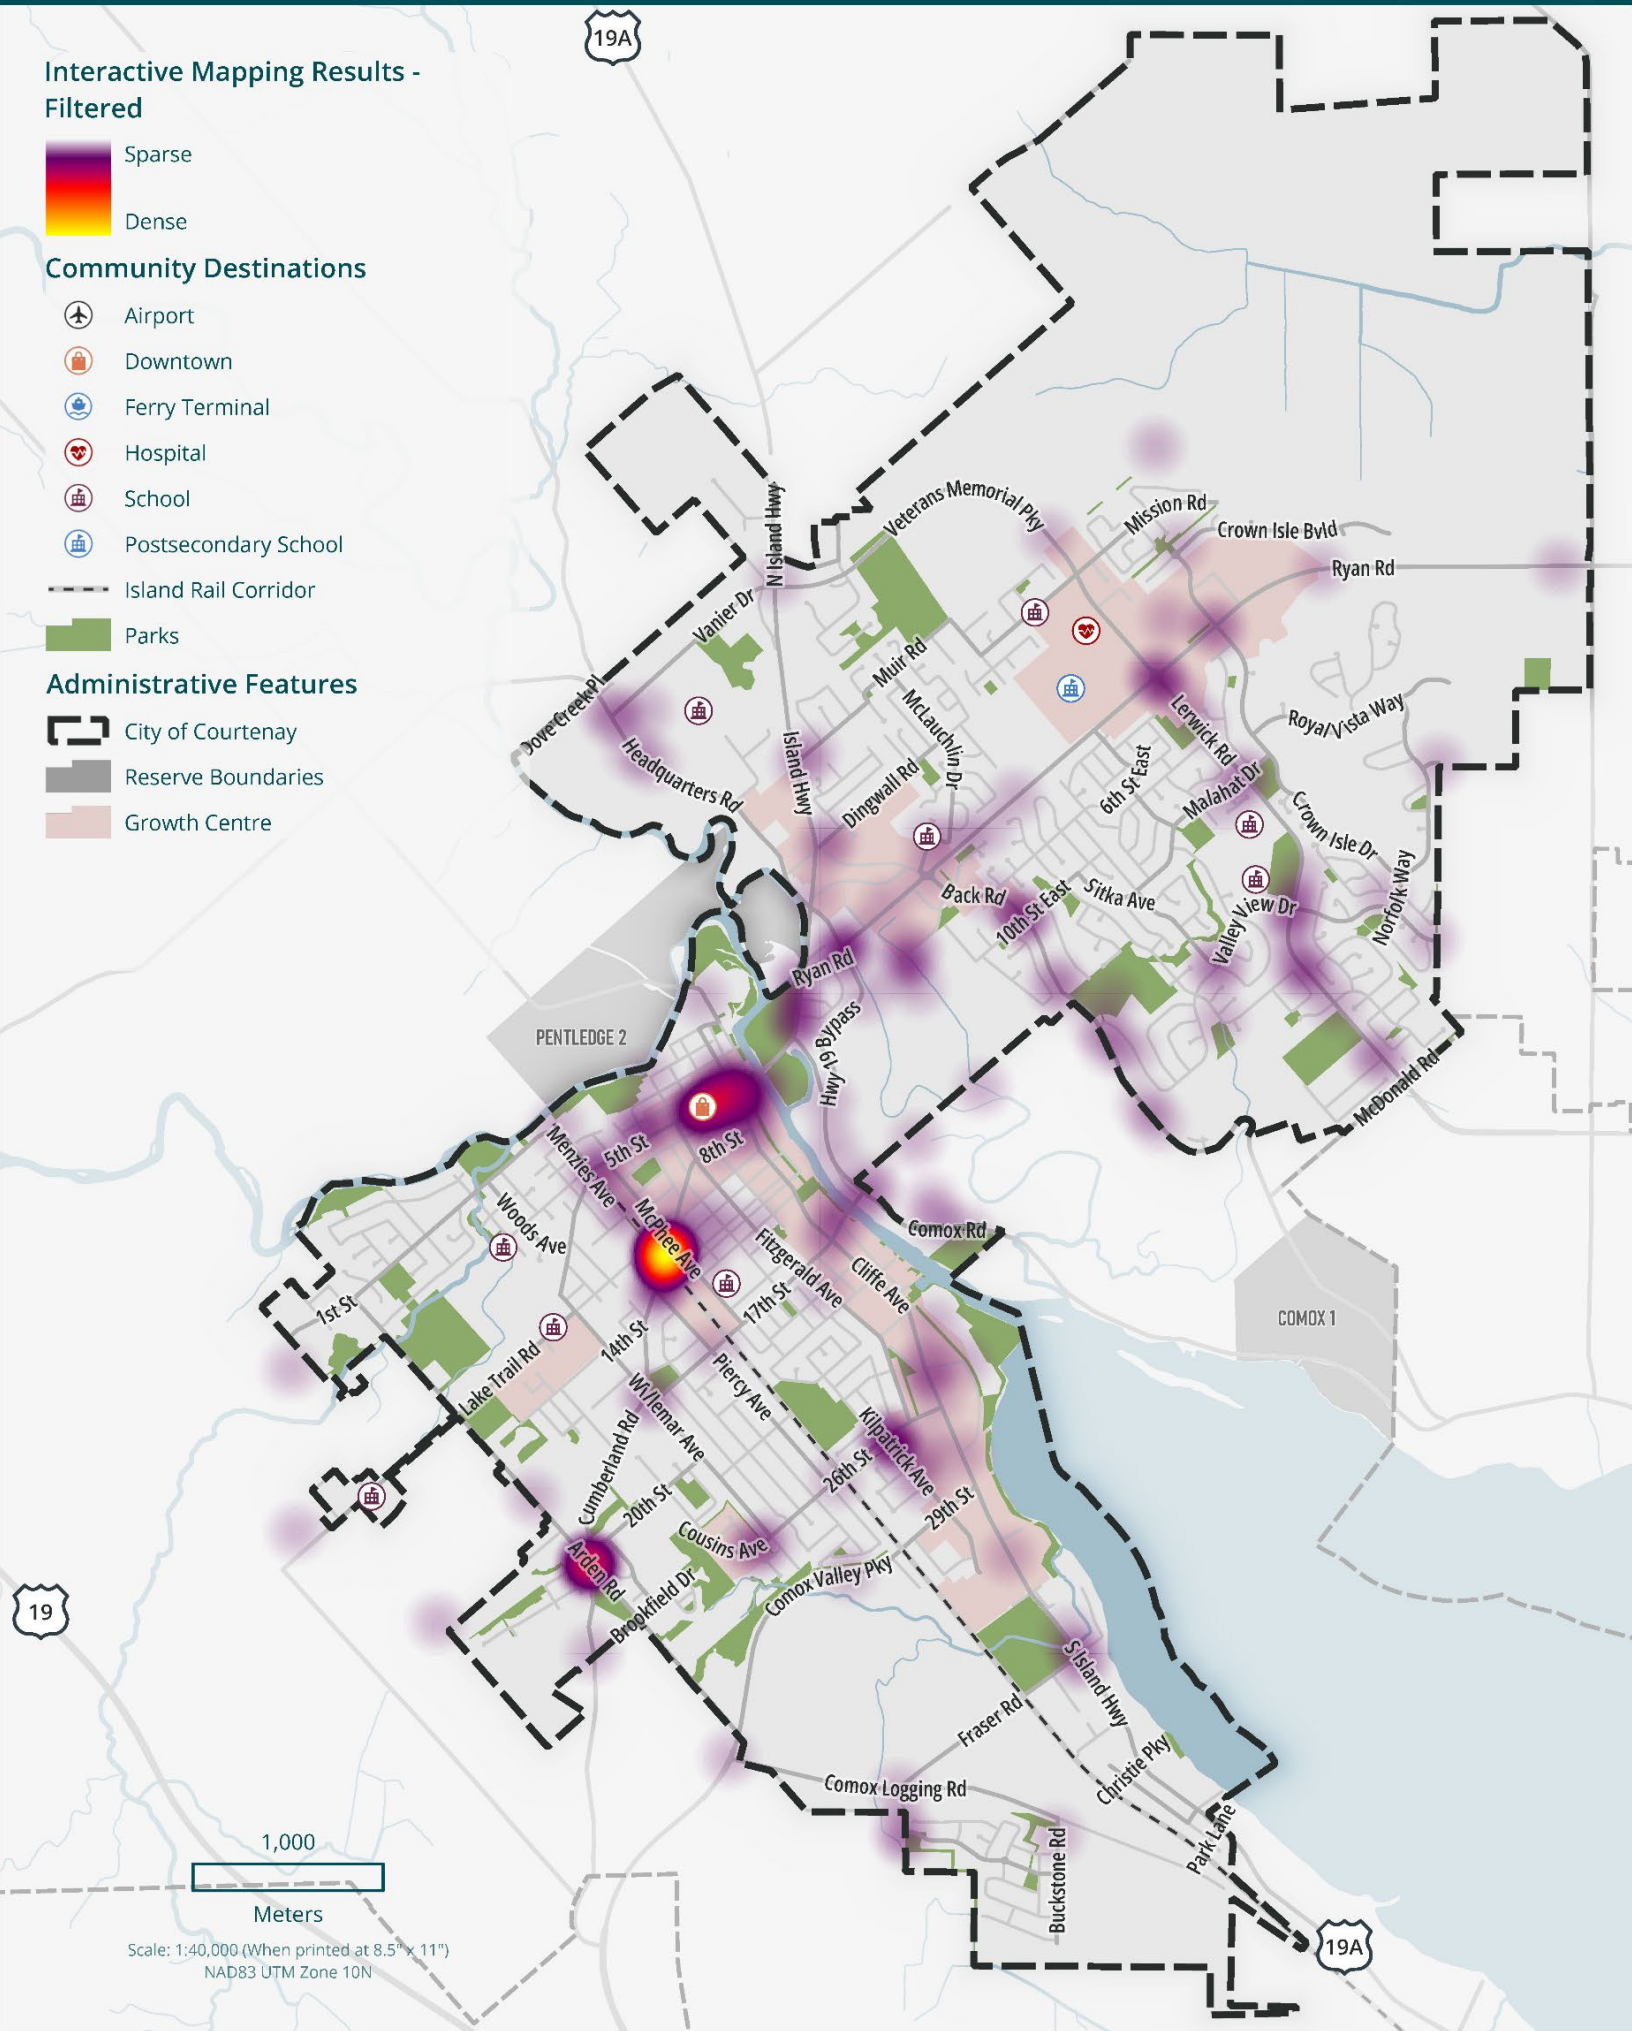 19A
Interactive Mapping Results -
Filtered
Sparse
Dense
Community Destinations
Airport
Downtown
Ferry Terminal
Hospital
School
Postsecondary School
Island Rail Corridor
Parks
Administrative Features
City of Courtenay
Reserve Boundaries
Growth Centre
N Island Hwy
Veterans Memorial Pky
Mission Rd
Crown Isle Bvld
Ryan Rd
Vanier Dr
Muir Rd
Dove Creek Pl
McLauchlin Dr
Lerwick Rd
Royal Vista Way
Headquarters Rd
Island Hwy
Dingwall Rd
6th St East
Malahat Dr
Crown Isle Dr
Back Rd
10th St East
Sitka Ave
Valley View Dr
Norfolk Way
Ryan Rd
PENTLEDGE 2
Hwy 19 Bypass
McDonald Rd
Menzies Ave
5th St
8th St
Woods Ave
McPhee Ave
Comox Rd
Fitzgerald Ave
Cliffe Ave
1st St
17th St
COMOX 1
14th St
Lake Trail Rd
Piercy Ave
Willemar Ave
Kilpatrick Ave
Cumberland Rd
26th St
20th St
29th St
Cousins Ave
Arden Rd
Comox Valley Pky
Brookfield Dr
19
S Island Hwy
Fraser Rd
Christie Pky
Comox Logging Rd
Park Lane
Buckstone Rd
1,000
Meters
Scale: 1:40,000 (When printed at 8.5" x 11")
NAD83 UTM Zone 10N
19A